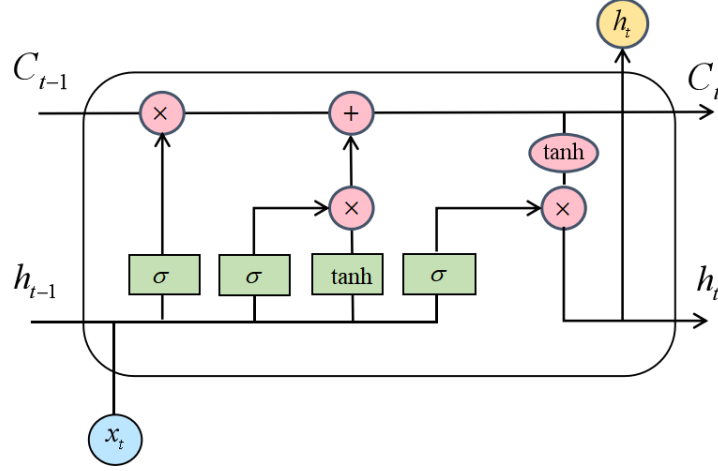 h_t
C_{t-1}
C_t
×
+
tanh
×
×
σ
σ
tanh
σ
h_{t-1}
h_t
x_t